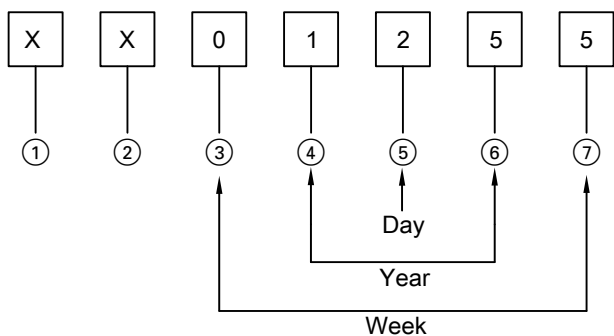 X X 0 1 2 5 5
① ② ③ ④ ⑤ ⑥ ⑦
Day
Year
Week